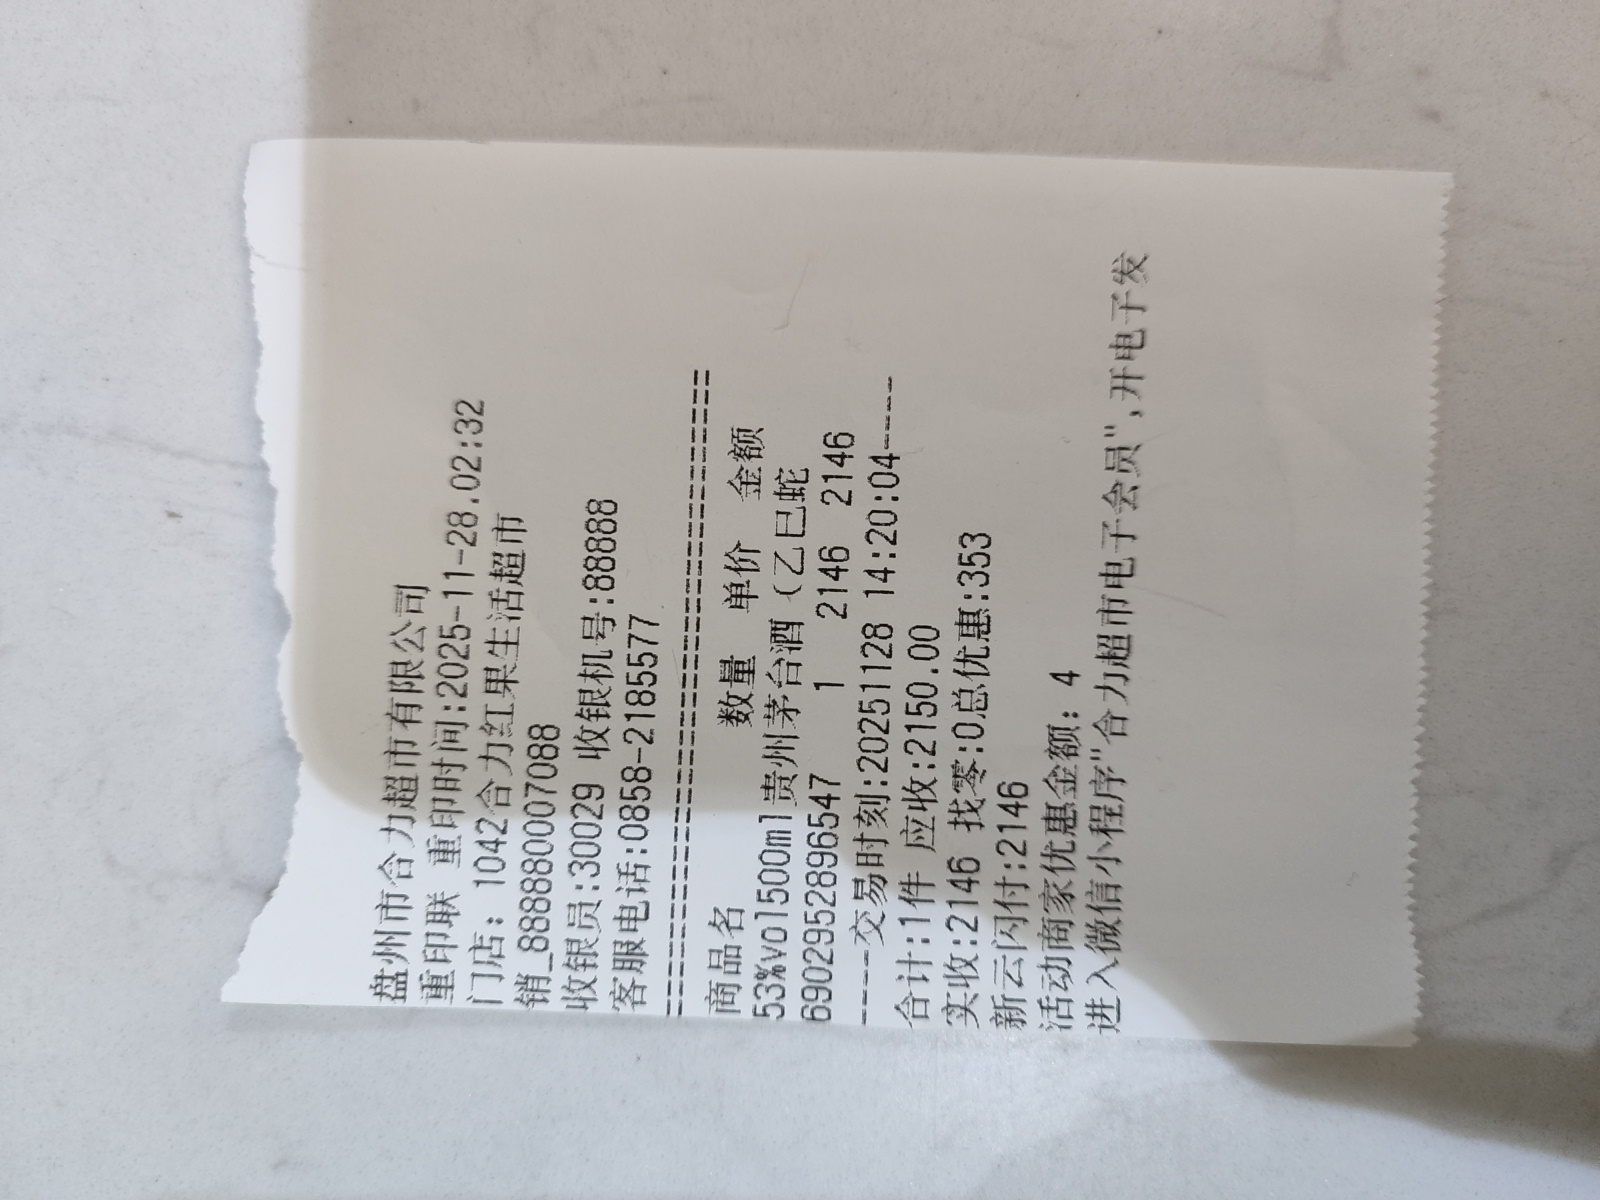 盘州市合力超市有限公司
重印联 重印时间:2025-11-28.02:32
门店: 1042合力红果生活超市
销_888880007088
收银员:30029 收银机号:88888
客服电话:0858-2185577
==========================================
商品名 数量 单价 金额
53%vol500ml贵州茅台酒（乙巳蛇
6902952896547 1 2146 2146
----交易时刻:20251128 14:20:04----
合计:1件 应收:2150.00
实收:2146 找零:0总优惠:353
新云闪付:2146
活动商家优惠金额: 4
进入微信小程序"合力超市电子会员",开电子发